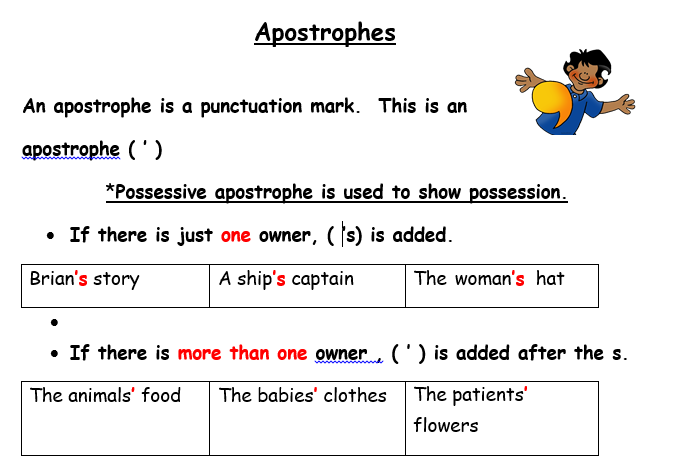 Apostrophes
An apostrophe is a punctuation mark. This is an
apostrophe ( ' )
*Possessive apostrophe is used to show possession.
• If there is just one owner, ( 's) is added.
Brian's story A ship's captain The woman's hat
•
• If there is more than one owner , ( ' ) is added after the s.
The animals' food The babies' clothes The patients'
flowers